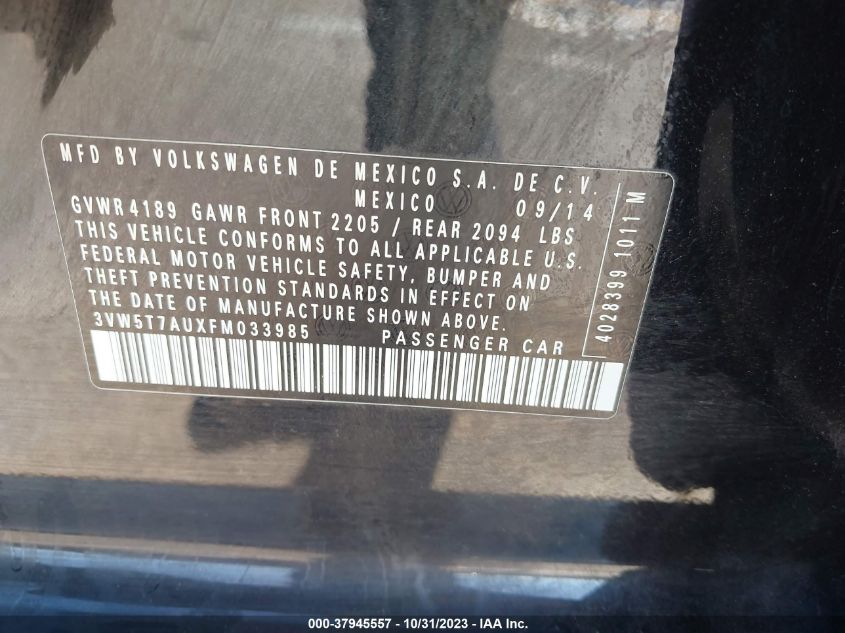 MFD BY VOLKSWAGEN DE MEXICO S.A. DE C.V.
MEXICO 09/14
GVWR 4189 GAWR FRONT 2205 / REAR 2094 LBS
THIS VEHICLE CONFORMS TO ALL APPLICABLE U.S.
FEDERAL MOTOR VEHICLE SAFETY, BUMPER AND
THEFT PREVENTION STANDARDS IN EFFECT ON
THE DATE OF MANUFACTURE SHOWN ABOVE.
3VW5T7AUXFM033985 PASSENGER CAR
4028399 1011 M
000-37945557 - 10/31/2023 - IAA Inc.